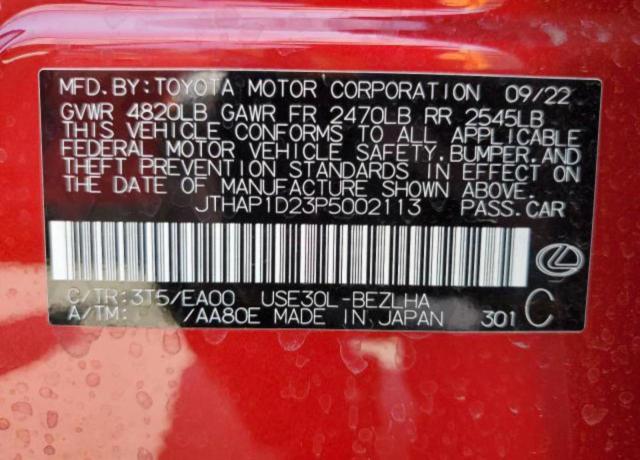 MFD.BY:TOYOTA MOTOR CORPORATION 09/22
GVWR 4820LB GAWR FR 2470LB RR 2545LB
THIS VEHICLE CONFORMS TO ALL APPLICABLE
FEDERAL MOTOR VEHICLE SAFETY,BUMPER,AND
THEFT PREVENTION STANDARDS IN EFFECT ON
THE DATE OF MANUFACTURE SHOWN ABOVE.
JTHAP1D23P5002113 PASS.CAR
C/TR:3T5/EA00 USE30L-BEZLHA
A/TM: /AA80E MADE IN JAPAN 301 C